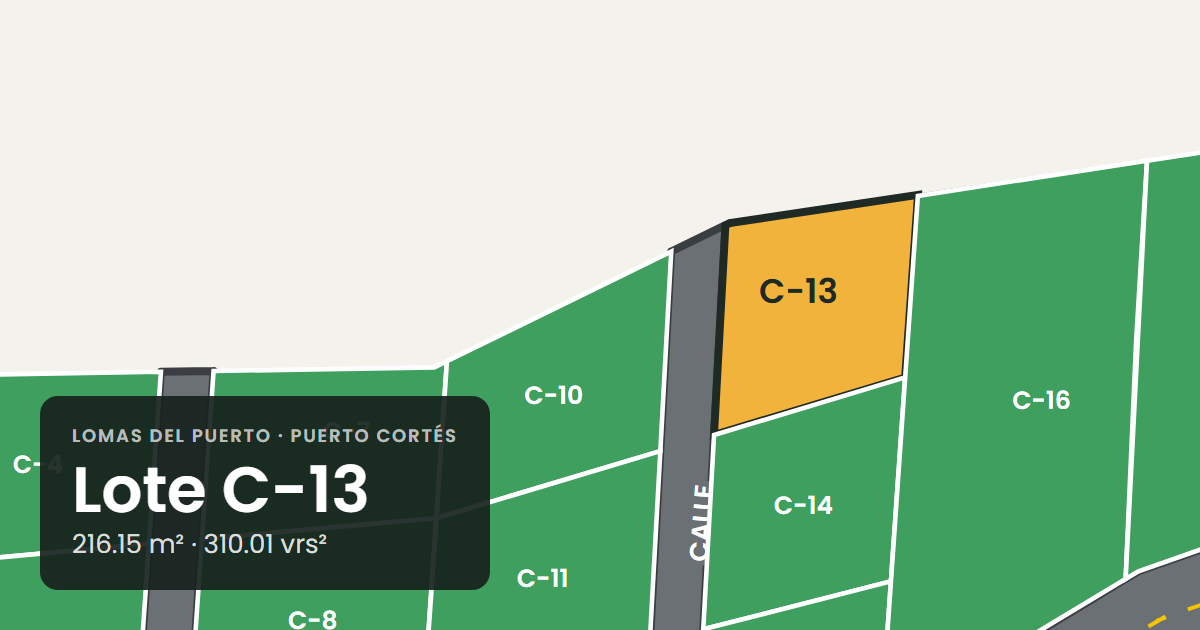 C-13
C-10
C-16
C-4
C-7
LOMAS DEL PUERTO · PUERTO CORTÉS
Lote C-13
216.15 m² · 310.01 vrs²
C-14
CALLE
C-11
C-8